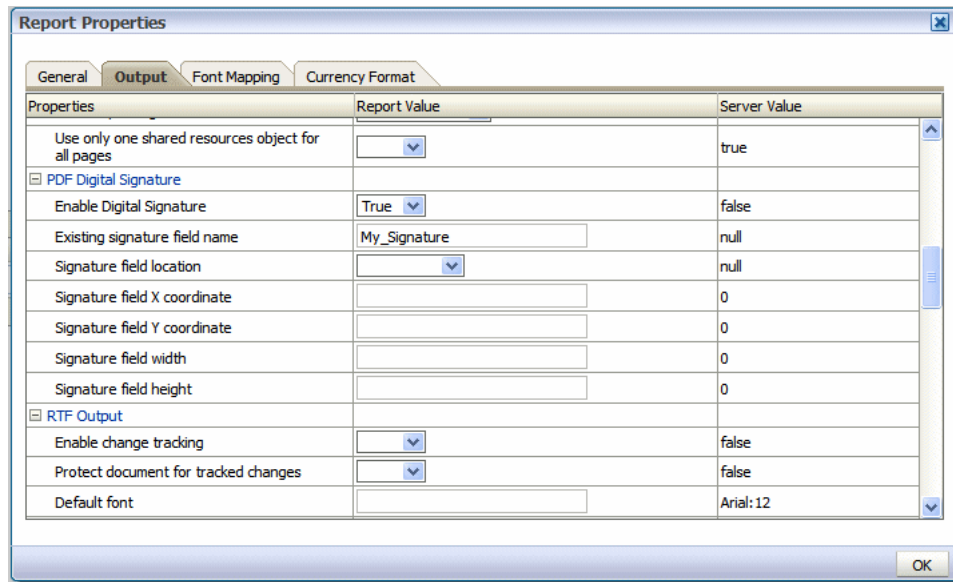 Report Properties
General Output Font Mapping Currency Format
Properties Report Value Server Value
Use only one shared resources object for
all pages true
PDF Digital Signature
Enable Digital Signature True false
Existing signature field name My_Signature null
Signature field location null
Signature field X coordinate 0
Signature field Y coordinate 0
Signature field width 0
Signature field height 0
RTF Output
Enable change tracking false
Protect document for tracked changes false
Default font Arial:12
OK